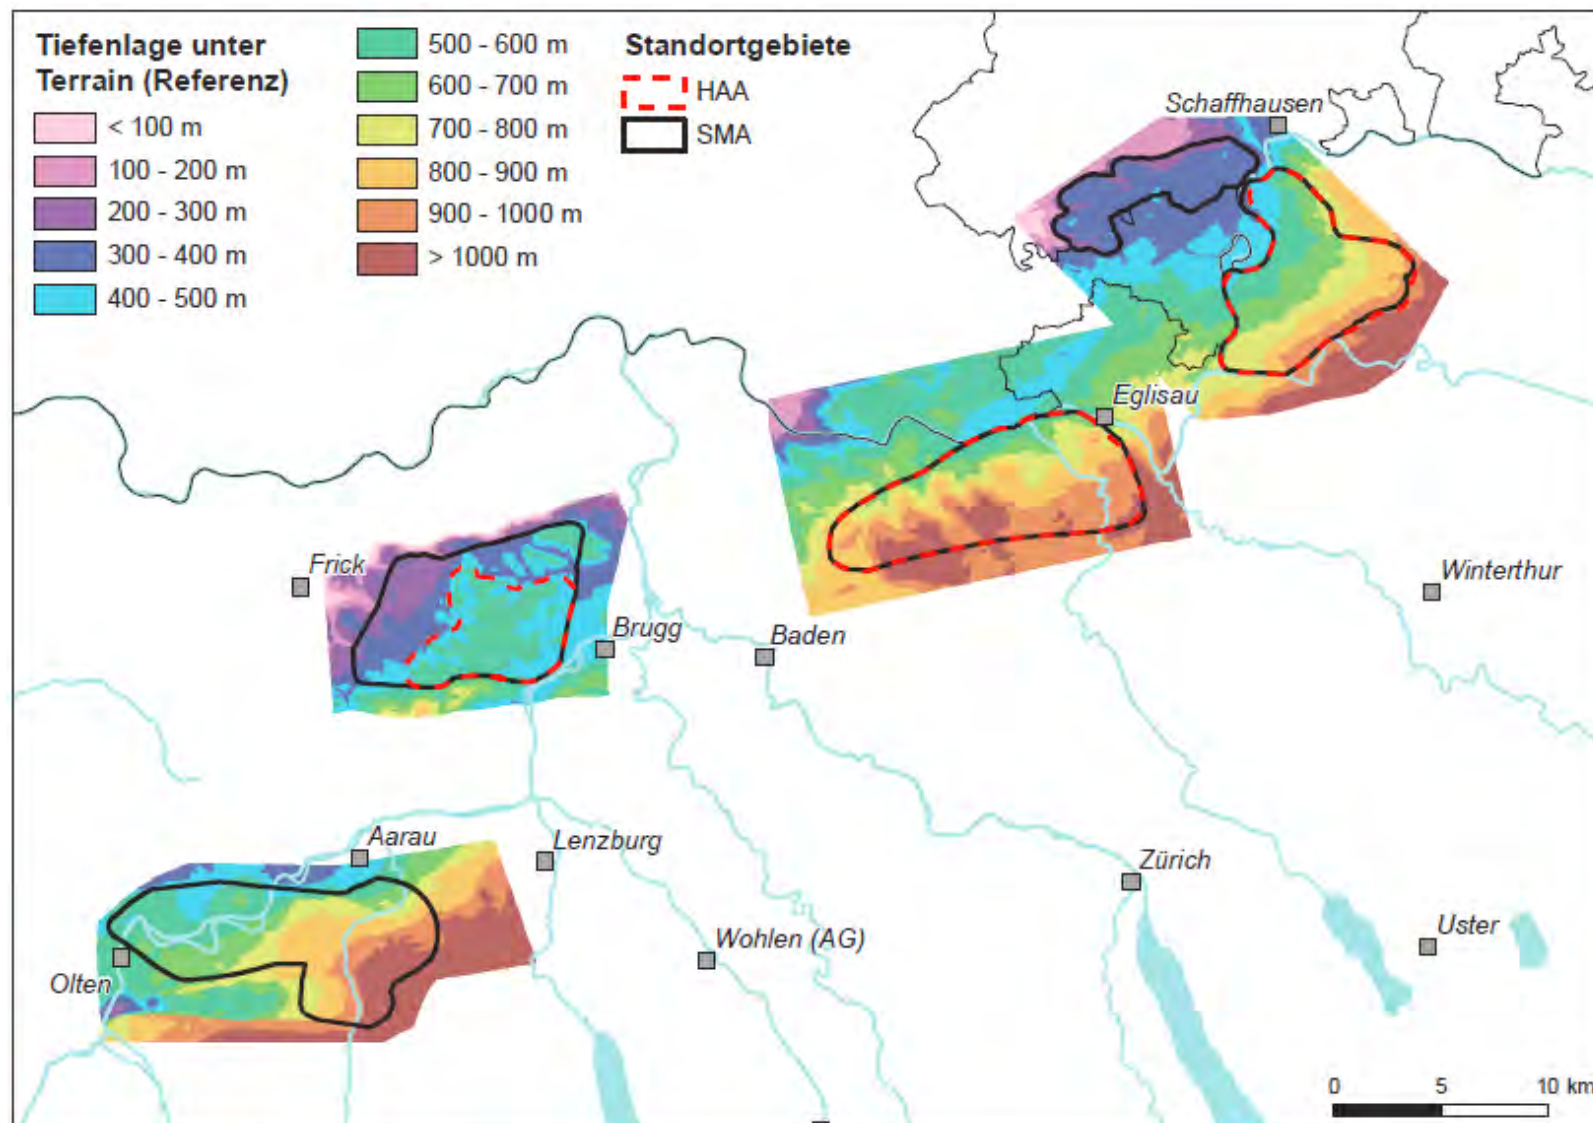 Tiefenlage unter
Terrain (Referenz)
< 100 m
100 - 200 m
200 - 300 m
300 - 400 m
400 - 500 m
500 - 600 m
600 - 700 m
700 - 800 m
800 - 900 m
900 - 1000 m
> 1000 m
Standortgebiete
HAA
SMA
Schaffhausen
Eglisau
Frick
Winterthur
Brugg
Baden
Aarau
Lenzburg
Zürich
Wohlen (AG)
Uster
Olten
0 5 10 km